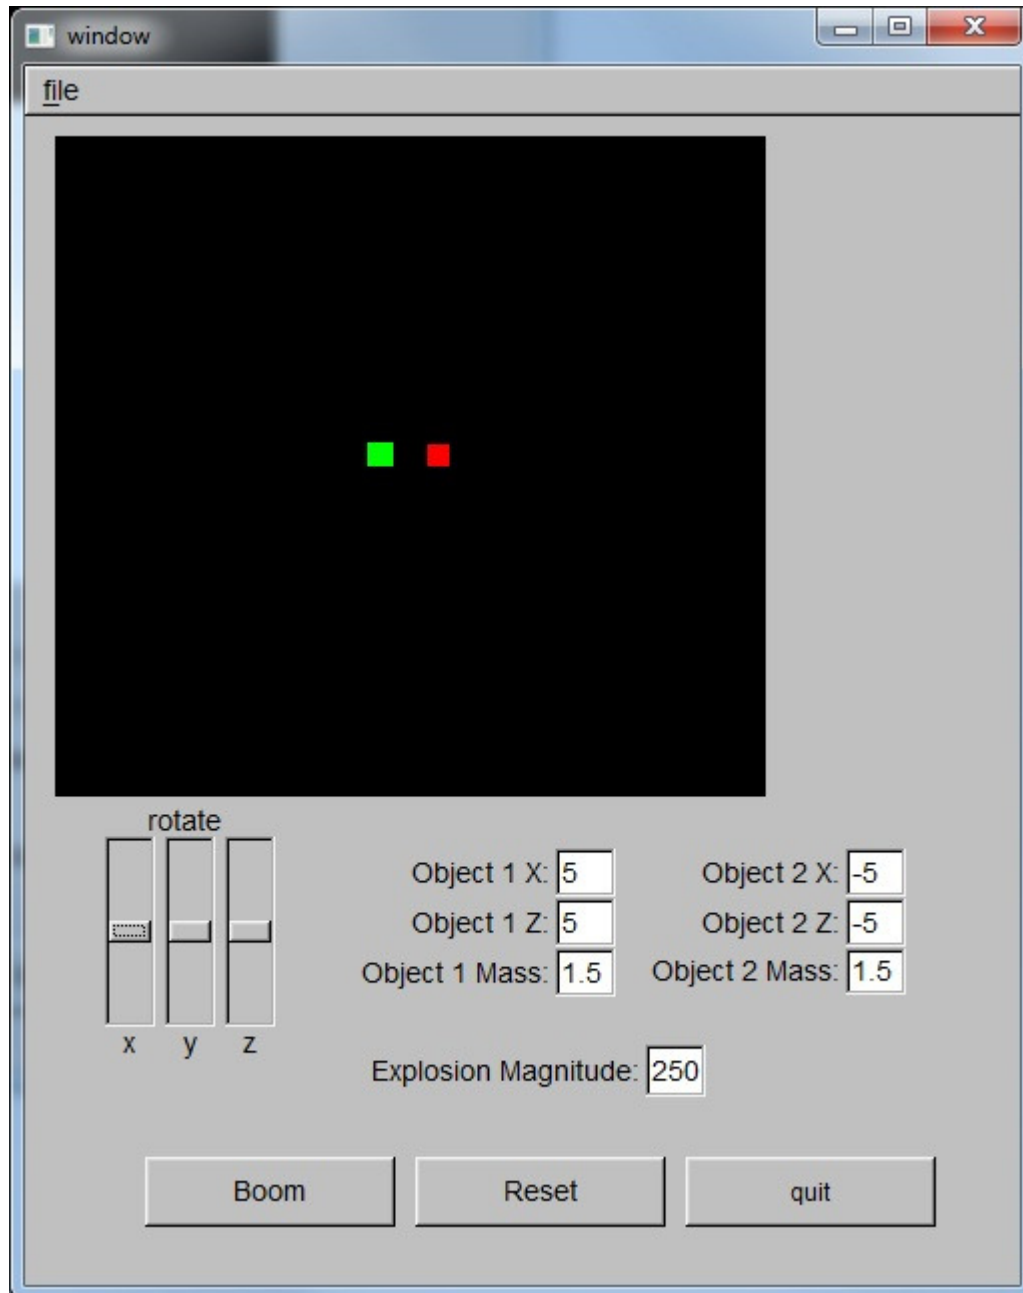 window
file
rotate
Object 1 X: 5 Object 2 X: -5
Object 1 Z: 5 Object 2 Z: -5
Object 1 Mass: 1.5 Object 2 Mass: 1.5
x y z
Explosion Magnitude: 250
Boom Reset quit